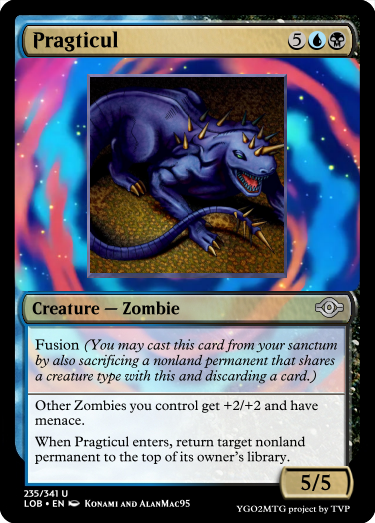 Pragticul 5
Creature — Zombie
Fusion (You may cast this card from your sanctum
by also sacrificing a nonland permanent that shares
a creature type with this and discarding a card.)
Other Zombies you control get +2/+2 and have
menace.
When Pragticul enters, return target nonland
permanent to the top of its owner's library.
5/5
235/341 U
LOB • EN Konami and AlanMac95
YGO2MTG project by TVP